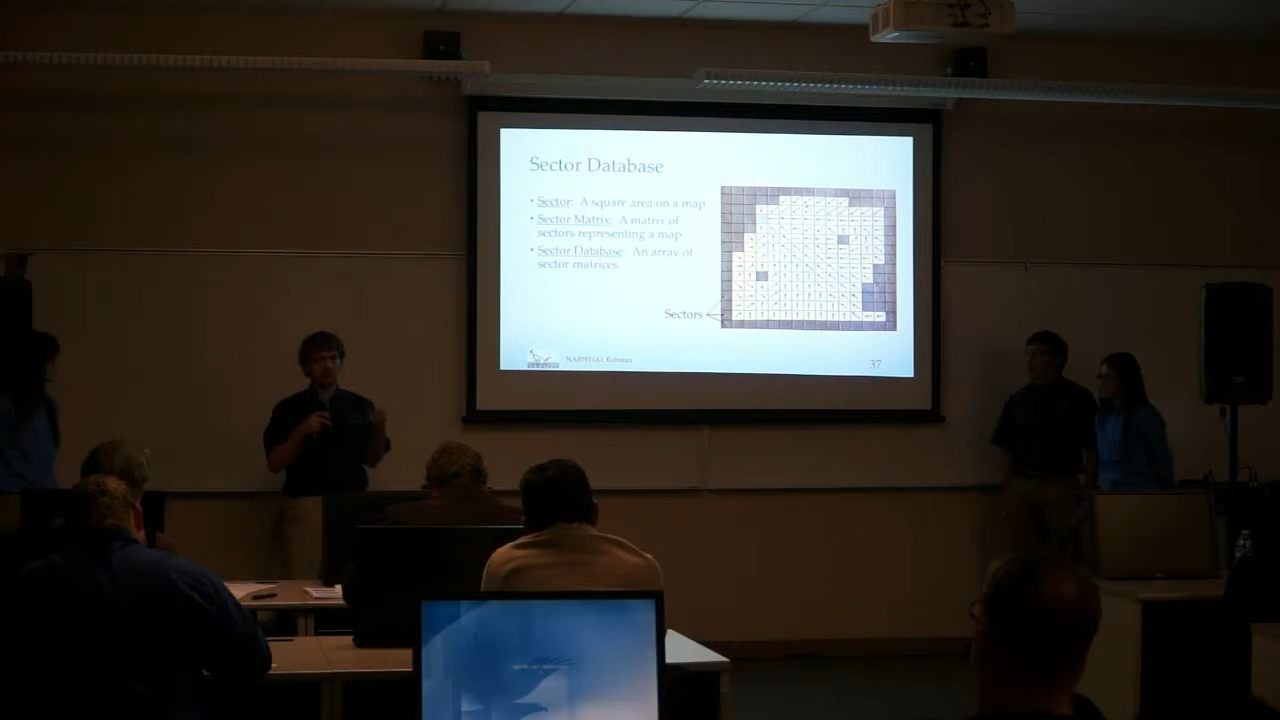 Sector Database
• Sector: A square area on a map
• Sector Matrix: A matrix of
sectors representing a map
• Sector Database: An array of
sector matrices
Sectors
Robotics
37